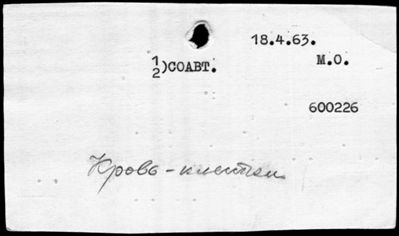 18.4.63.
1
2)СОАВТ.
М.О.
600226
Кровь - клетки